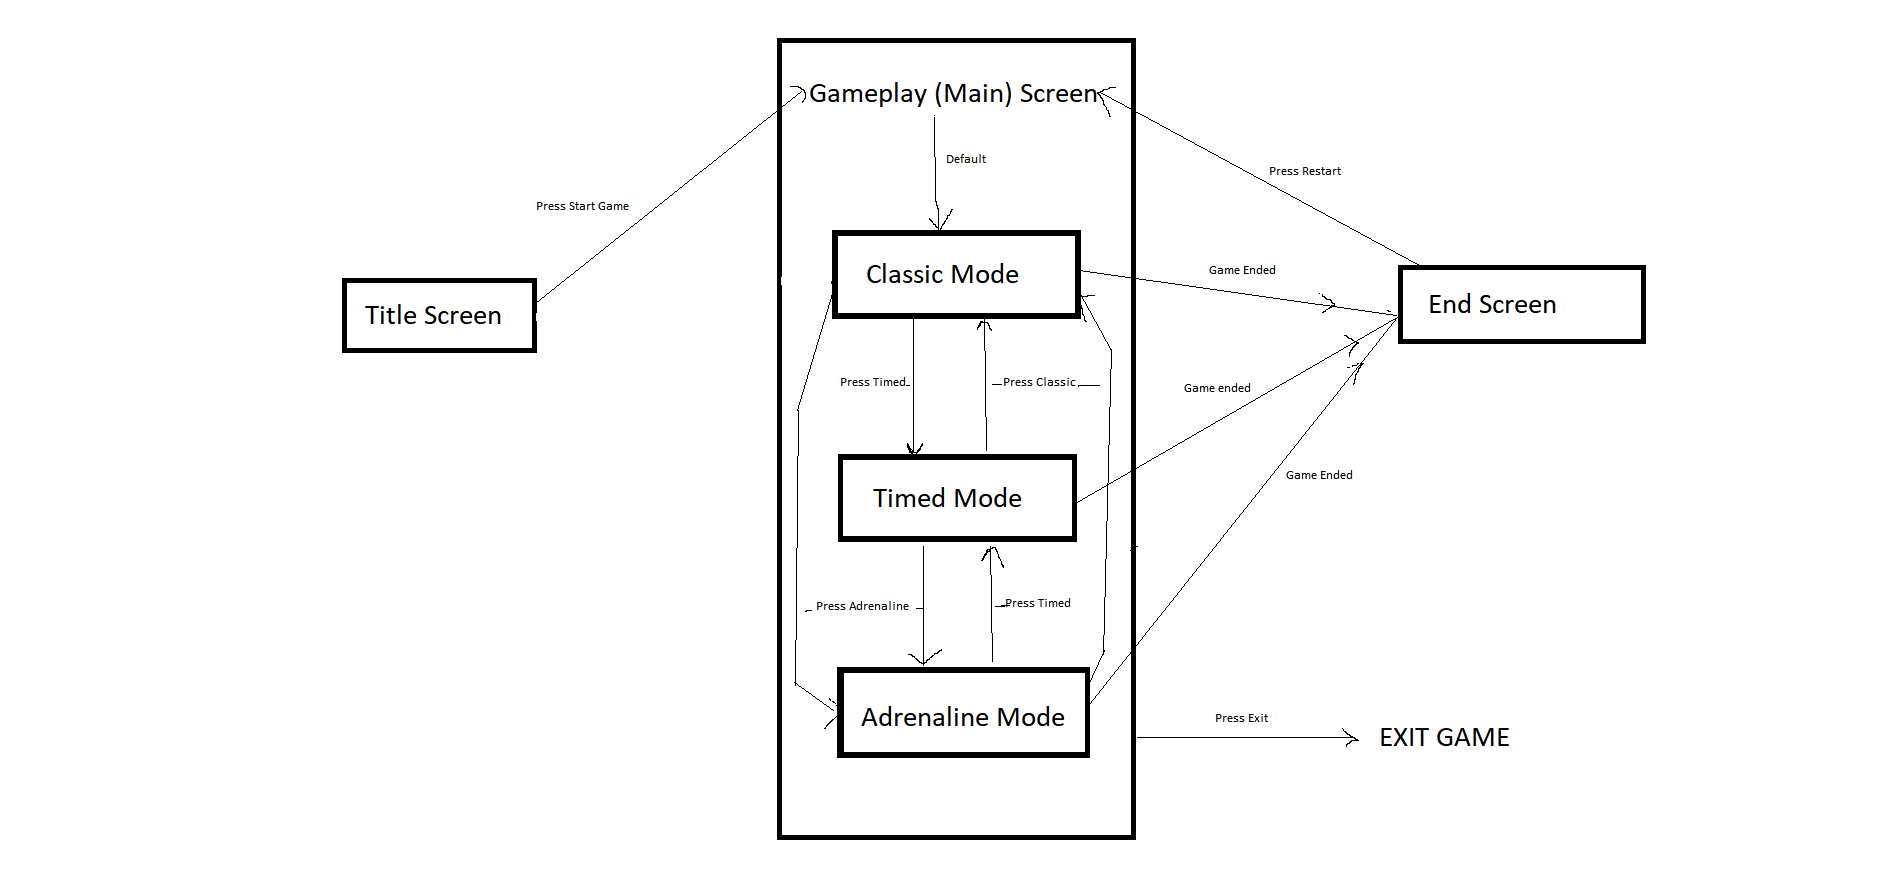 Gameplay (Main) Screen
Default
Press Restart
Press Start Game
Classic Mode
Game Ended
End Screen
Title Screen
Press Timed
Press Classic
Game ended
Timed Mode
Game Ended
Press Adrenaline
Press Timed
Adrenaline Mode
Press Exit
EXIT GAME